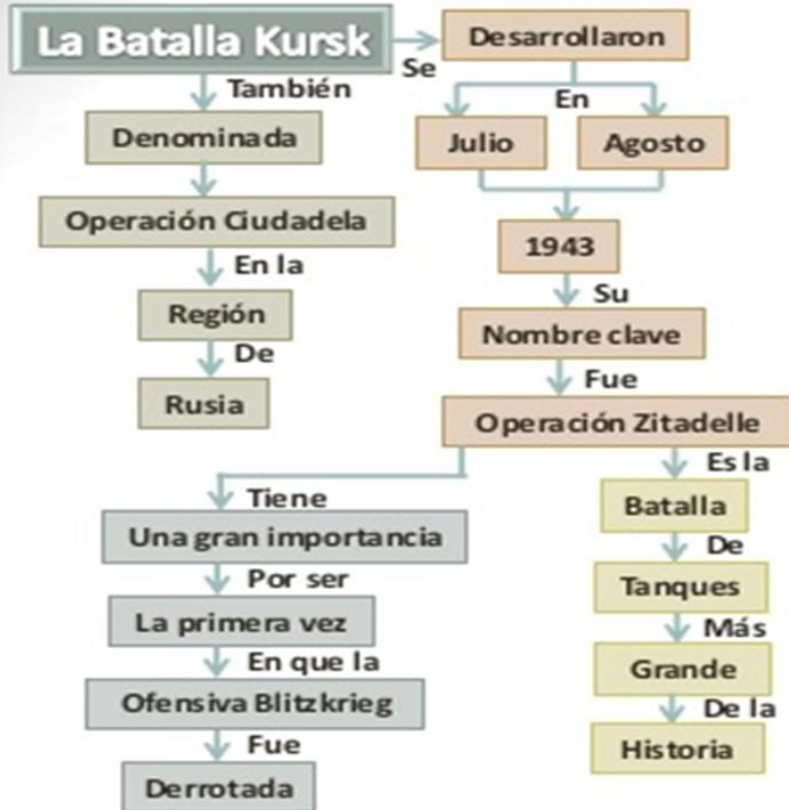 La Batalla Kursk
Se
Desarrollaron
También
Denominada
Operación Ciudadela
En la
Región
De
Rusia
En
Julio
Agosto
1943
Su
Nombre clave
Fue
Operación Zitadelle
Tiene
Una gran importancia
Por ser
La primera vez
En que la
Ofensiva Blitzkrieg
Fue
Derrotada
Es la
Batalla
De
Tanques
Más
Grande
De la
Historia